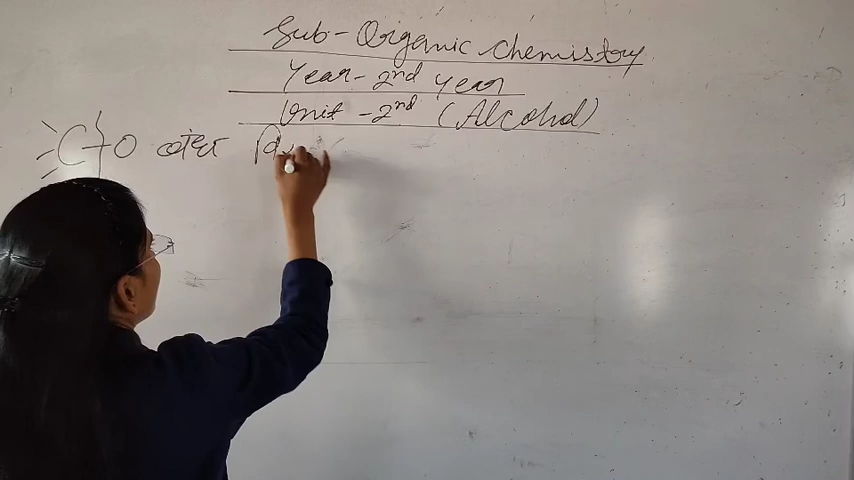 Sub - Organic Chemistry
Year - 2nd year
Unit - 2nd (Alcohol)
C-O